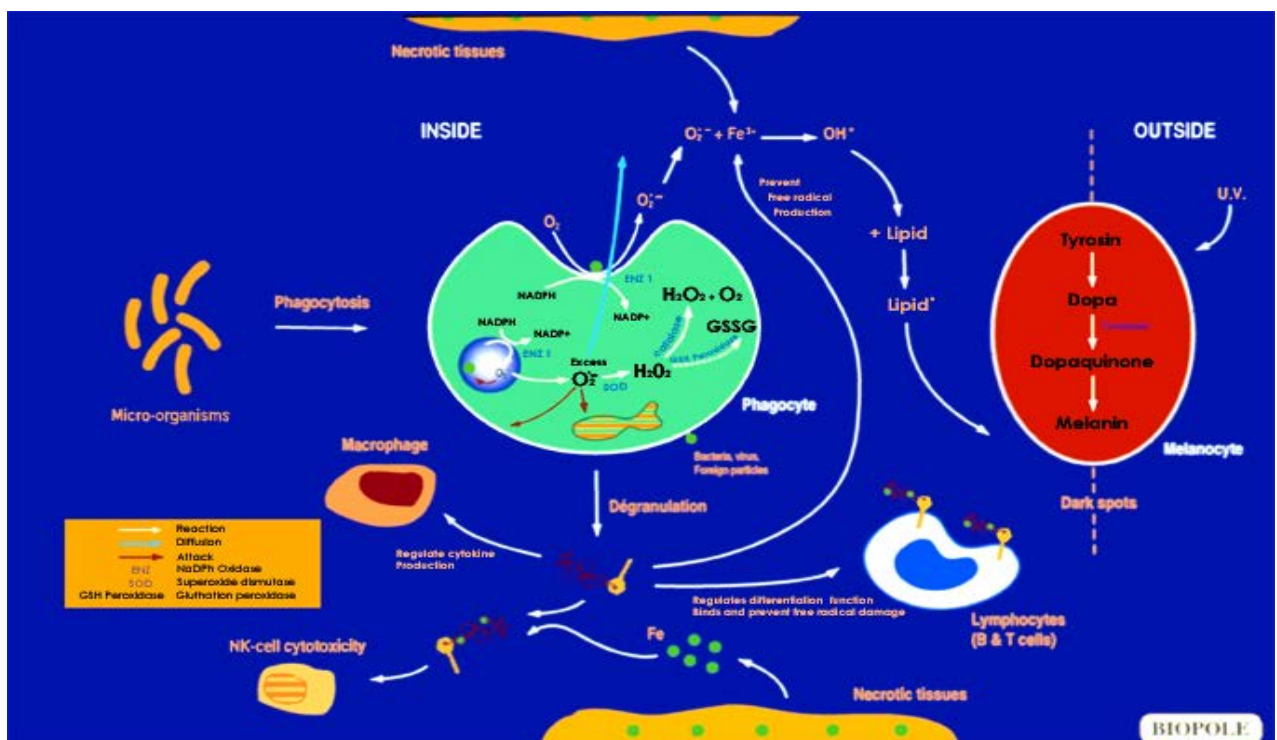 Necrotic tissues
INSIDE
OUTSIDE
O₂˙⁻ + Fe³⁺
OH°
U.V.
Prevent
Free radical
Production
O₂
O₂˙⁻
+ Lipid
Lipid°
Tyrosin
Dopa
Dopaquinone
Melanin
Melanocyte
Dark spots
Micro-organisms
Phagocytosis
NADPH
ENZ 1
NADP+
H₂O₂ + O₂
GSSG
NADPH
NADP+
ENZ 1
O₂
Excess
O₂˙⁻
SOD
H₂O₂
Catalase
GSH Peroxidase
Phagocyte
Bacteria, virus,
Foreign particles
Macrophage
Dégranulation
Regulate cytokine
Production
Reaction
Diffusion
Attack
ENZ NaDPh Oxidase
SOD Superoxide dismutase
GSH Peroxidase Gluthation peroxidase
Regulates differentiation function
Binds and prevent free radical damage
Lymphocytes
(B & T cells)
NK-cell cytotoxicity
Fe
Necrotic tissues
BIOPOLE